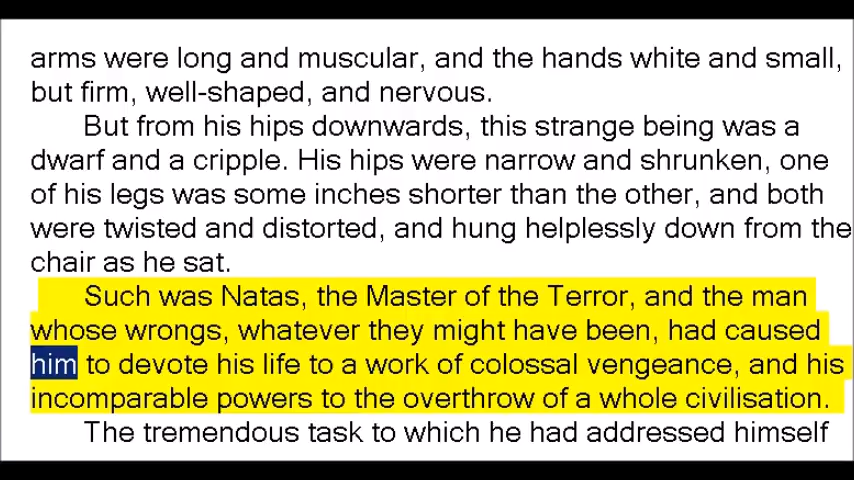 arms were long and muscular, and the hands white and small,
but firm, well-shaped, and nervous.
But from his hips downwards, this strange being was a
dwarf and a cripple. His hips were narrow and shrunken, one
of his legs was some inches shorter than the other, and both
were twisted and distorted, and hung helplessly down from the
chair as he sat.
Such was Natas, the Master of the Terror, and the man
whose wrongs, whatever they might have been, had caused
him to devote his life to a work of colossal vengeance, and his
incomparable powers to the overthrow of a whole civilisation.
The tremendous task to which he had addressed himself